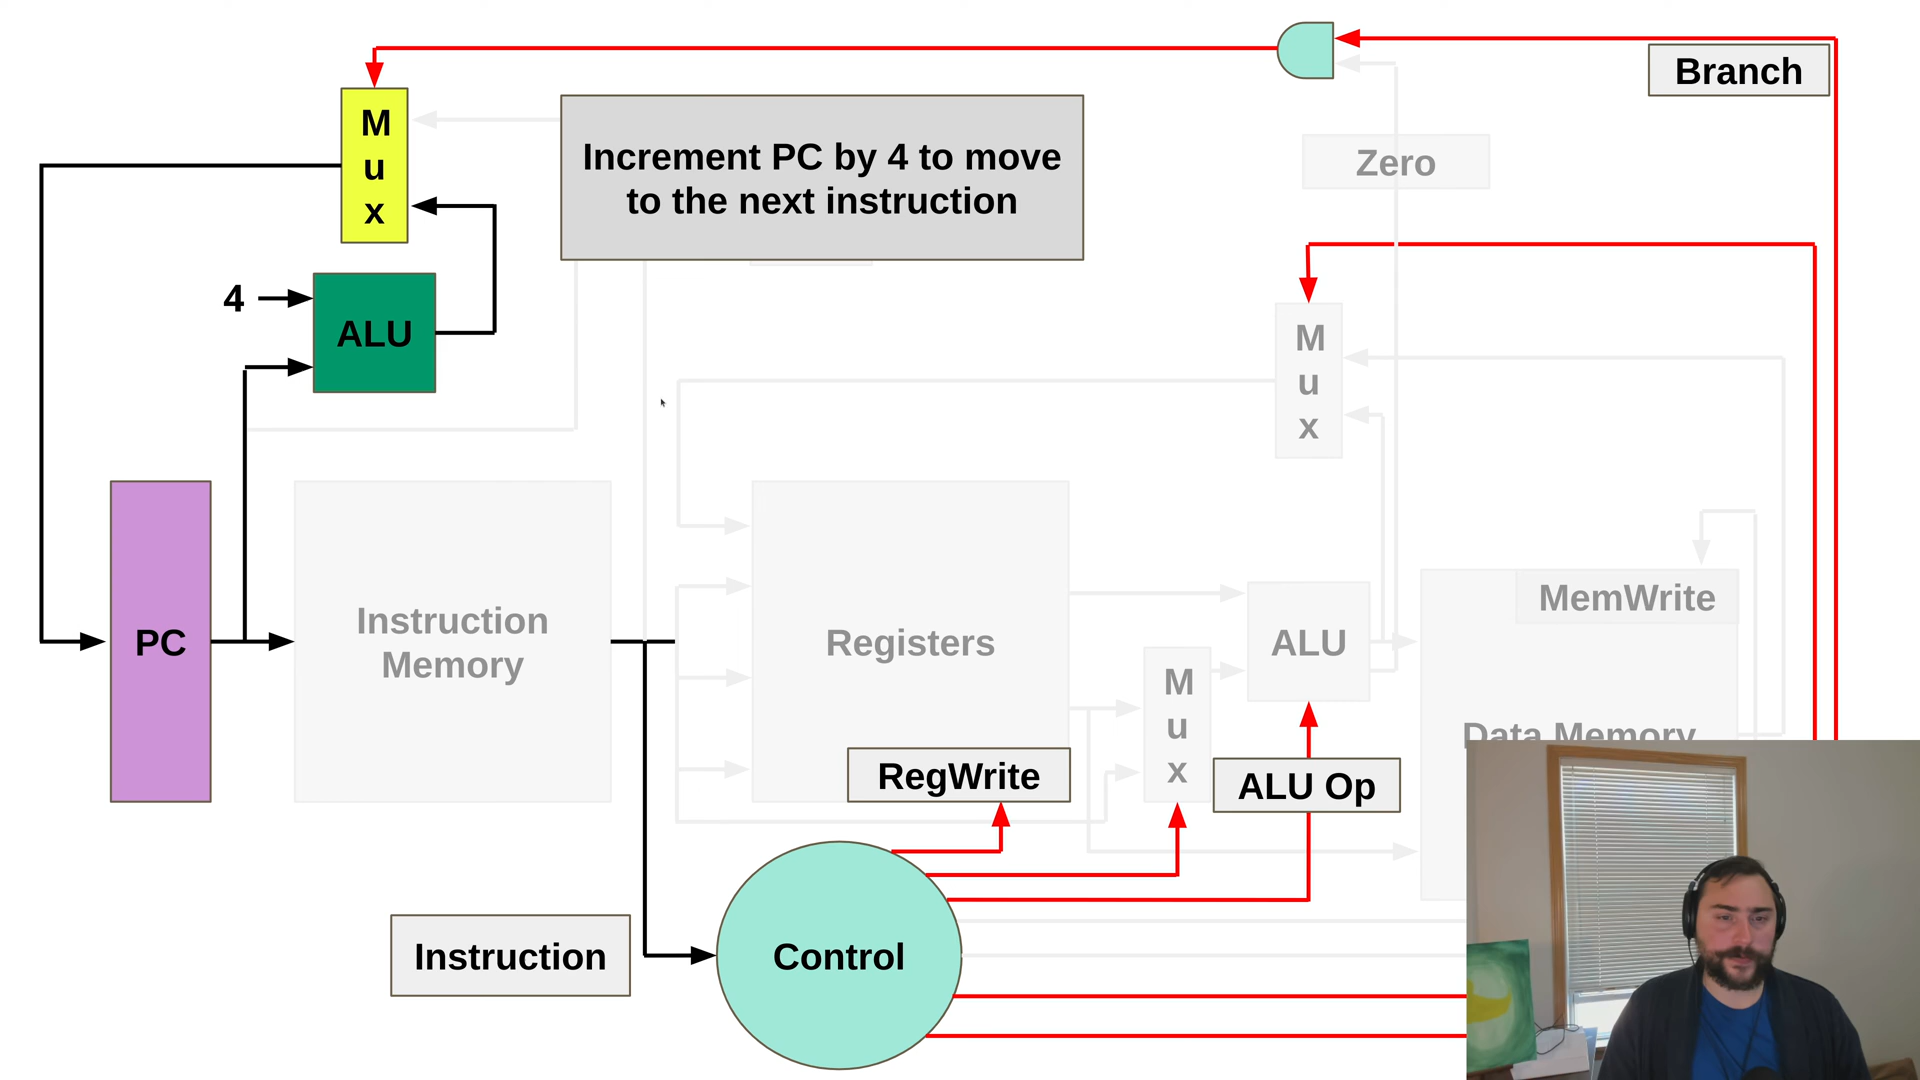 Branch
M
u
x
Increment PC by 4 to move
to the next instruction
Zero
4
ALU
M
u
x
PC
Instruction
Memory
Registers
M
u
x
ALU
MemWrite
Data Memory
RegWrite
ALU Op
Instruction
Control